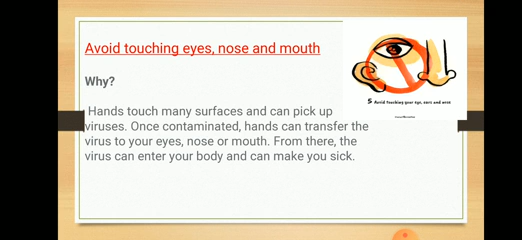 Avoid touching eyes, nose and mouth
Why?
Hands touch many surfaces and can pick up
viruses. Once contaminated, hands can transfer the
virus to your eyes, nose or mouth. From there, the
virus can enter your body and can make you sick.
5 Avoid touching your eye, ears and nose